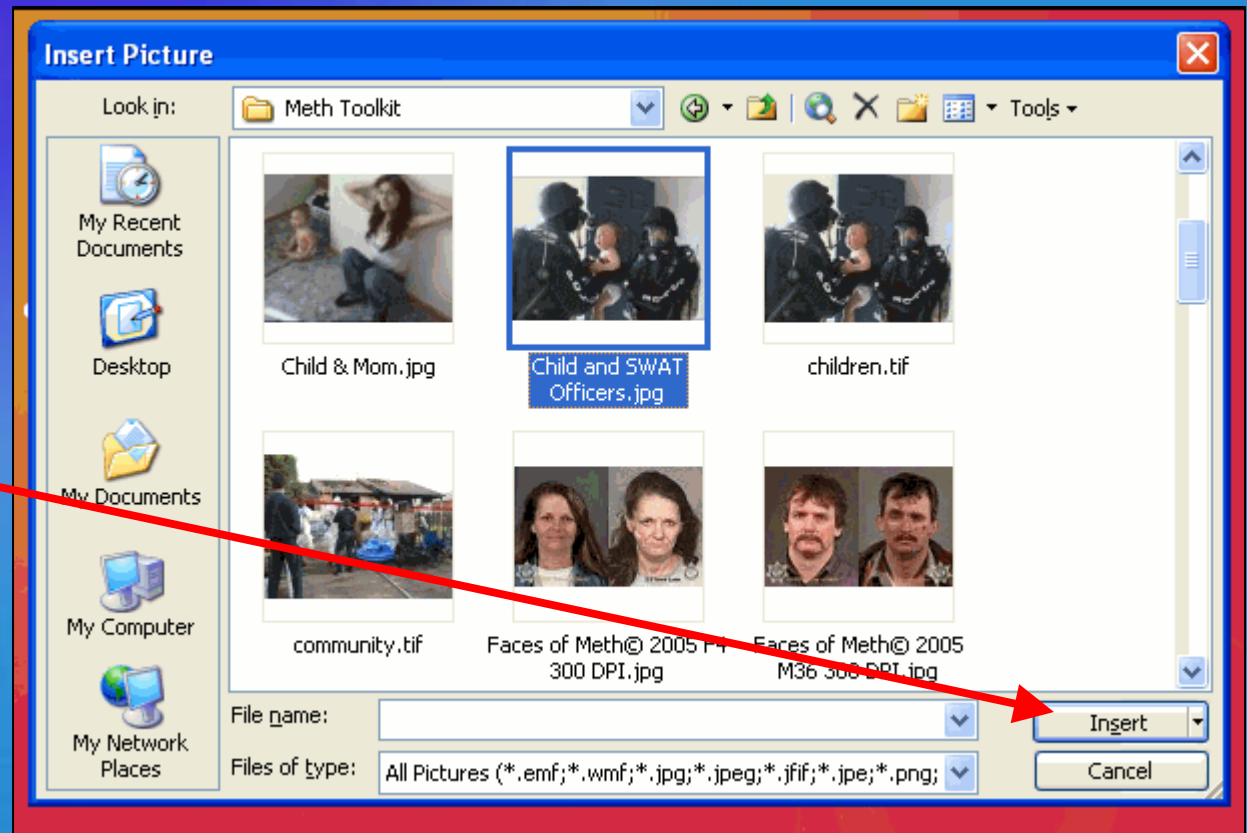 Insert Picture
Look in:
Meth Toolkit
Tools
My Recent
Documents
Desktop
My Documents
My Computer
My Network
Places
Child & Mom.jpg
Child and SWAT
Officers.jpg
children.tif
community.tif
Faces of Meth© 2005 F4
300 DPI.jpg
Faces of Meth© 2005
M36 300 DPI.jpg
File name:
Insert
Files of type:
All Pictures (*.emf;*.wmf;*.jpg;*.jpeg;*.jfif;*.jpe;*.png;
Cancel